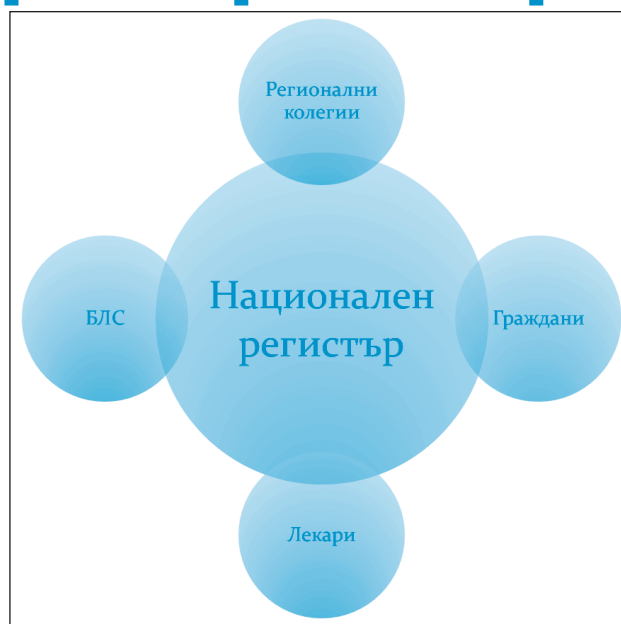 Регионални
колегии
Национален
регистър
БЛС
Граждани
Лекари